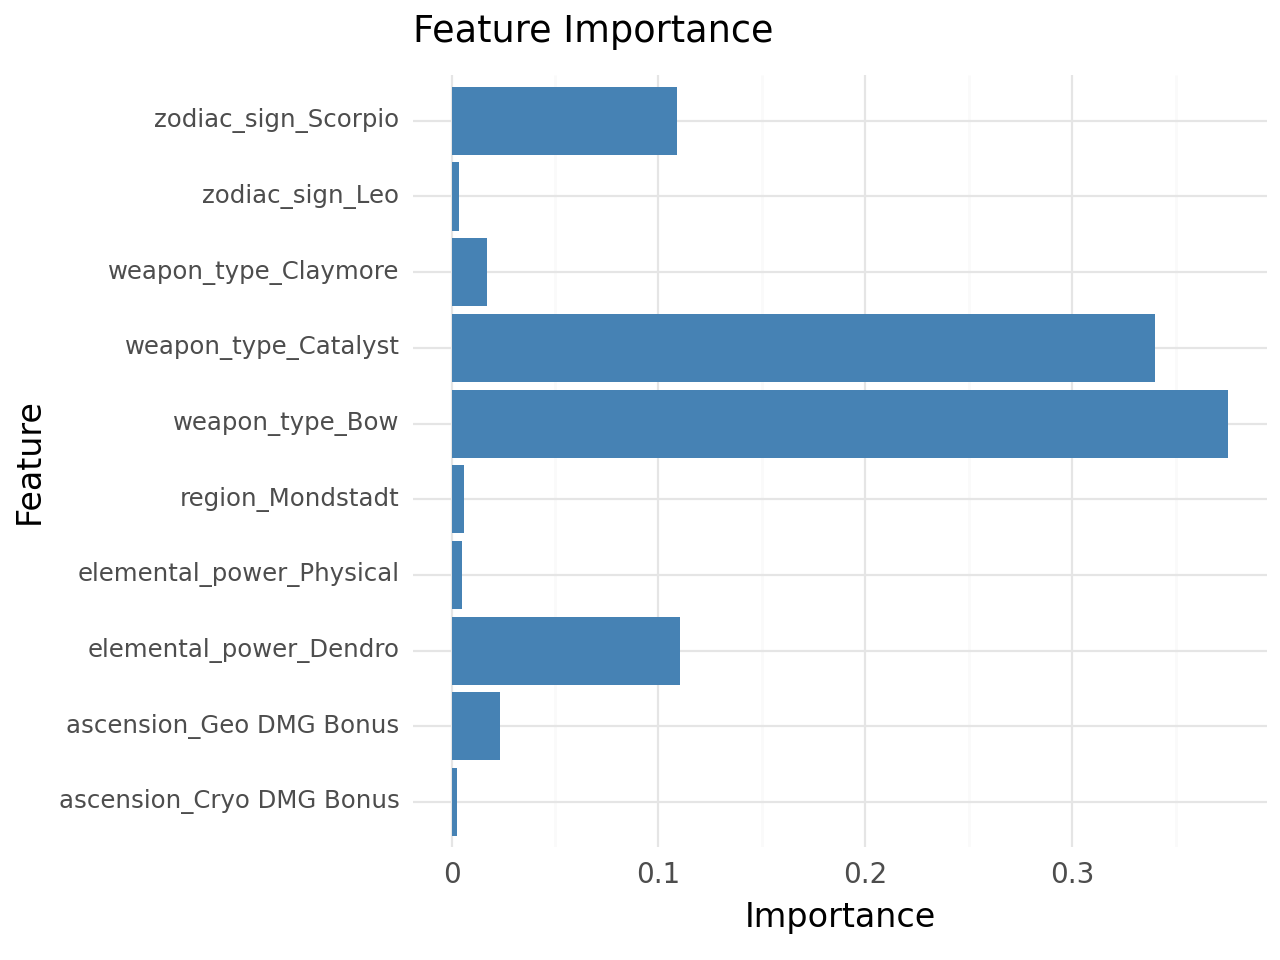 Feature Importance
zodiac_sign_Scorpio
zodiac_sign_Leo
weapon_type_Claymore
weapon_type_Catalyst
weapon_type_Bow
region_Mondstadt
elemental_power_Physical
elemental_power_Dendro
ascension_Geo DMG Bonus
ascension_Cryo DMG Bonus
Feature
0 0.1 0.2 0.3
Importance